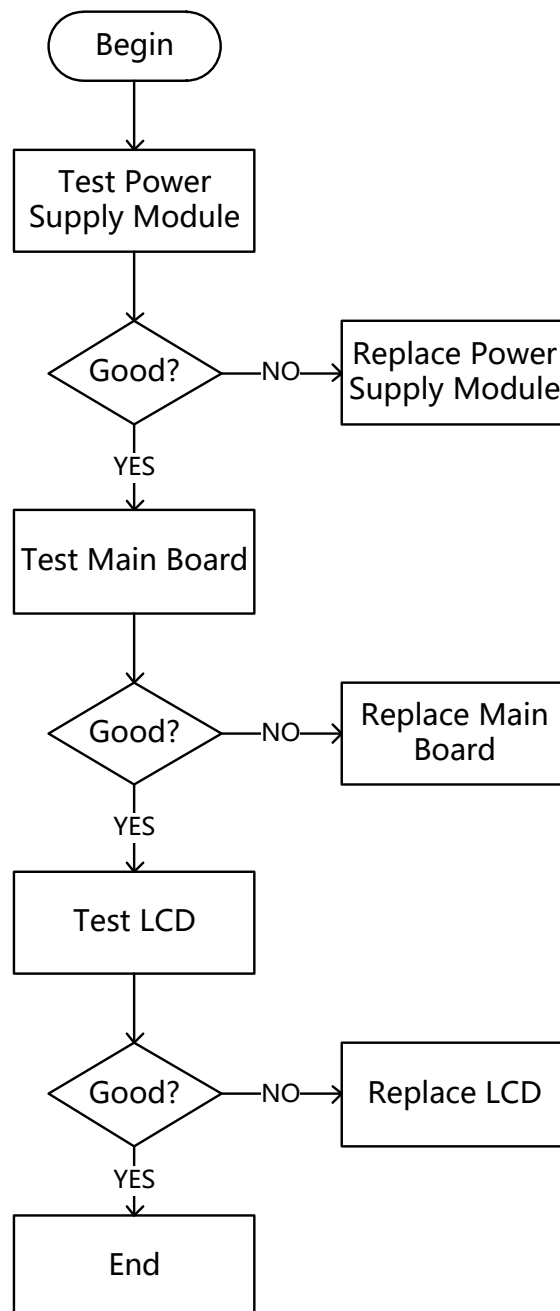 Begin
Test Power
Supply Module
Good?
NO
Replace Power
Supply Module
YES
Test Main Board
Good?
NO
Replace Main
Board
YES
Test LCD
Good?
NO
Replace LCD
YES
End